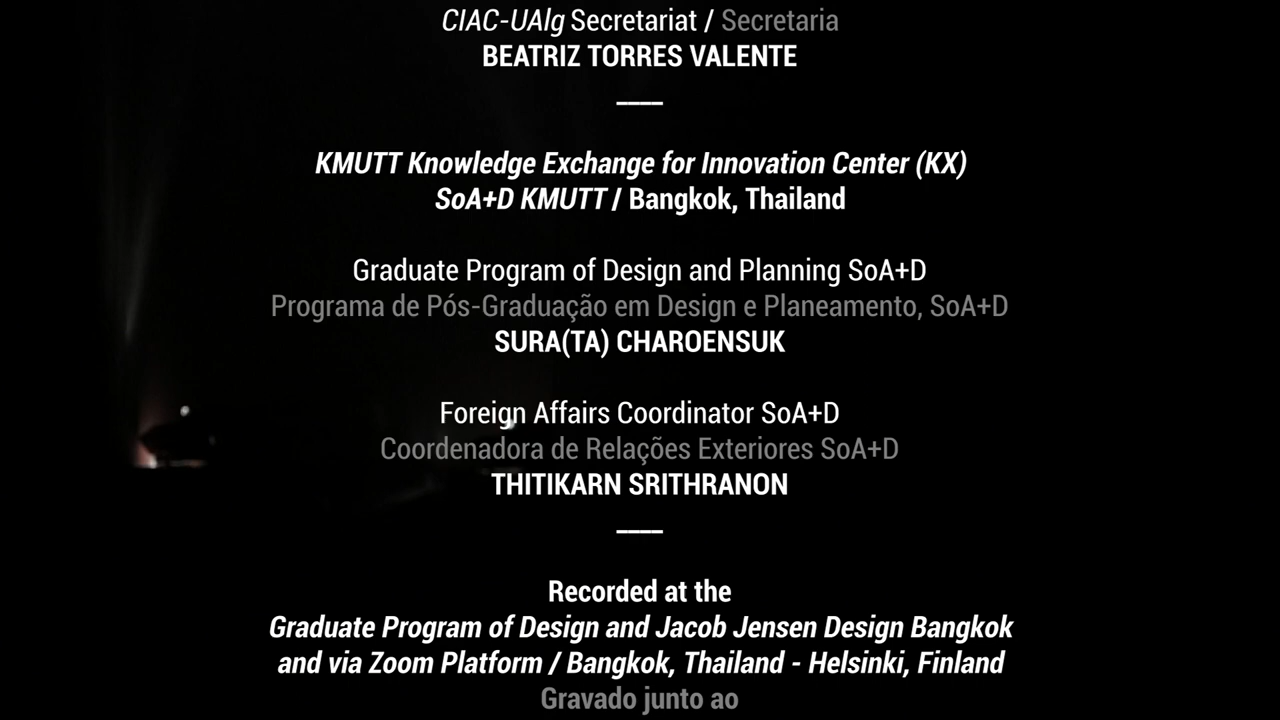 CIAC-UAlg Secretariat / Secretaria
BEATRIZ TORRES VALENTE
____
KMUTT Knowledge Exchange for Innovation Center (KX)
SoA+D KMUTT / Bangkok, Thailand
Graduate Program of Design and Planning SoA+D
Programa de Pós-Graduação em Design e Planeamento, SoA+D
SURA(TA) CHAROENSUK
Foreign Affairs Coordinator SoA+D
Coordenadora de Relações Exteriores SoA+D
THITIKARN SRITHRANON
____
Recorded at the
Graduate Program of Design and Jacob Jensen Design Bangkok
and via Zoom Platform / Bangkok, Thailand - Helsinki, Finland
Gravado junto ao